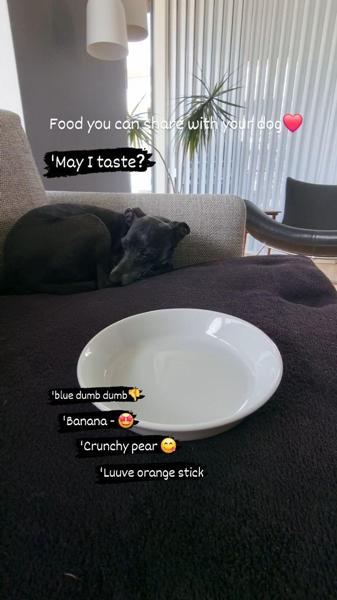 Food you can share with your dog❤️
'May I taste?
'blue dumb dumb👎
'Banana - 😍
'Crunchy pear 😋
'Luuve orange stick